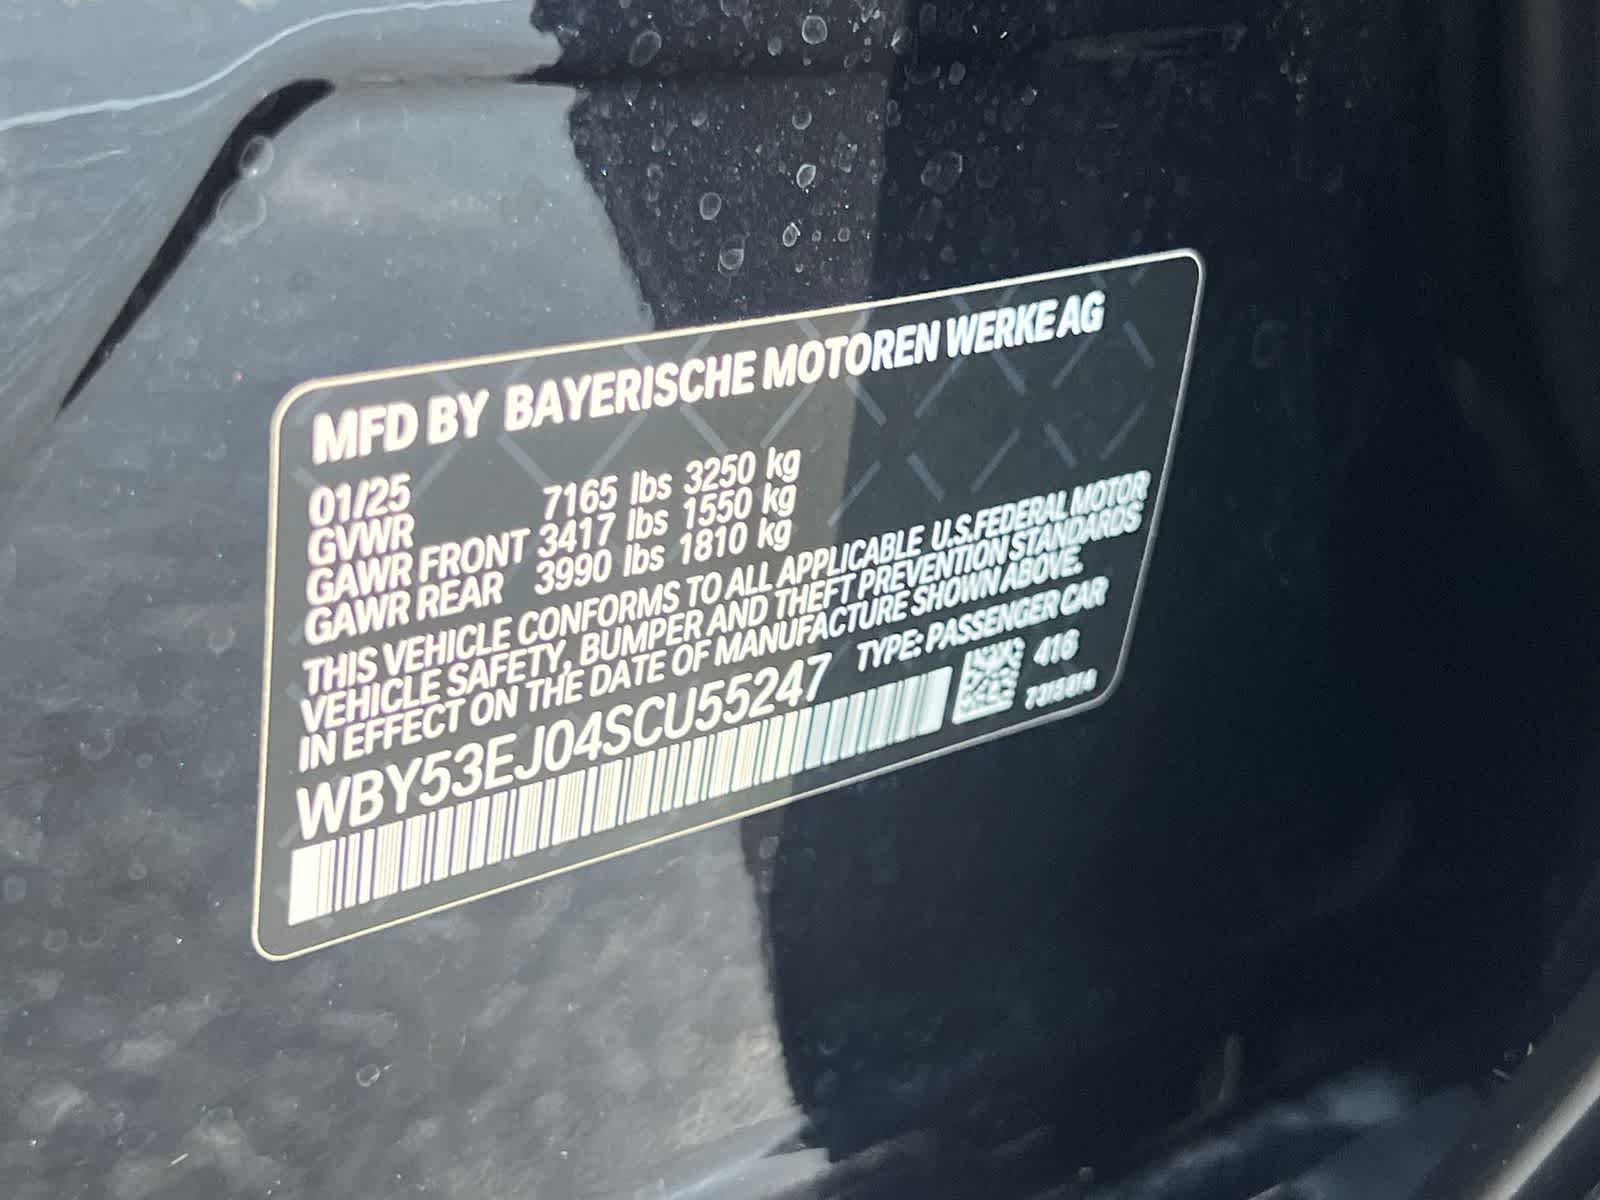 MFD BY BAYERISCHE MOTOREN WERKE AG
01/25
GVWR 7165 lbs 3250 kg
GAWR FRONT 3417 lbs 1550 kg
GAWR REAR 3990 lbs 1810 kg
THIS VEHICLE CONFORMS TO ALL APPLICABLE U.S.FEDERAL MOTOR
VEHICLE SAFETY, BUMPER AND THEFT PREVENTION STANDARDS
IN EFFECT ON THE DATE OF MANUFACTURE SHOWN ABOVE.
WBY53EJ04SCU55247 TYPE: PASSENGER CAR
416